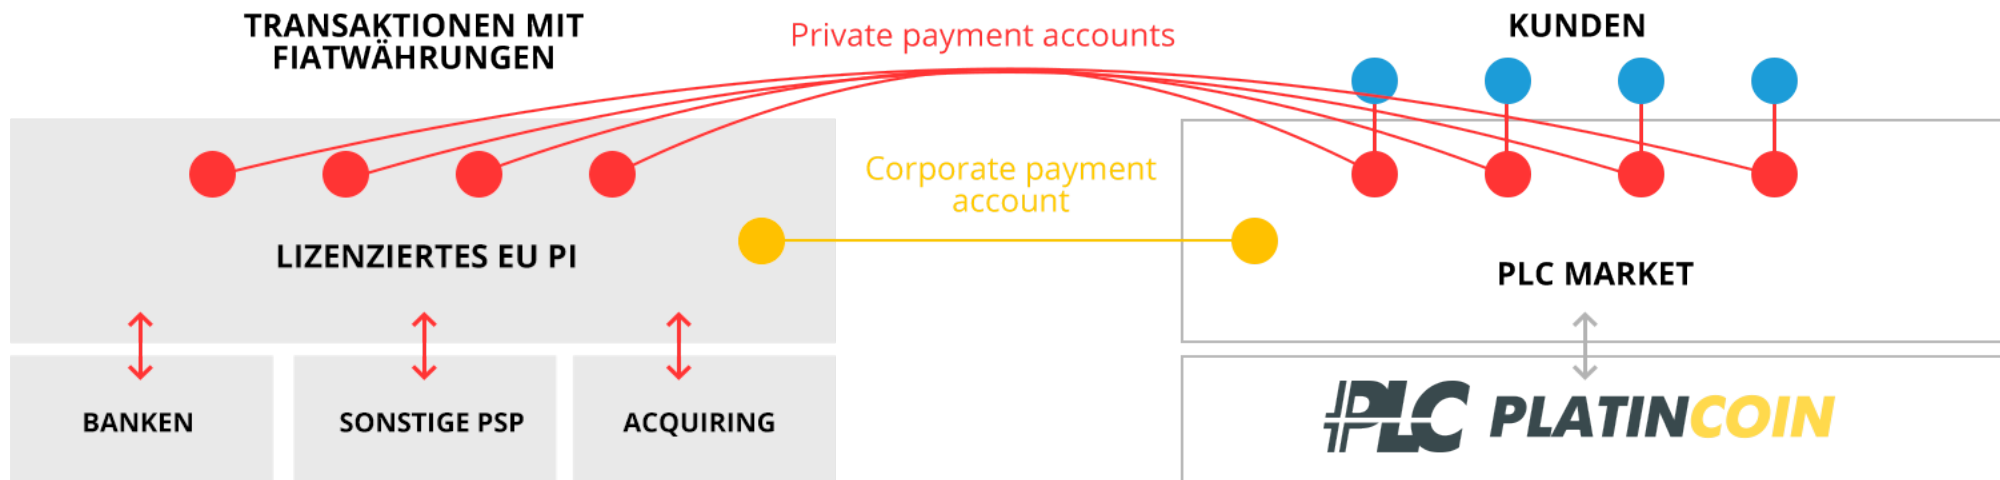 TRANSAKTIONEN MIT
FIATWÄHRUNGEN
Private payment accounts
KUNDEN
Corporate payment
account
LIZENZIERTES EU PI
PLC MARKET
BANKEN
SONSTIGE PSP
ACQUIRING
PLC PLATINCOIN